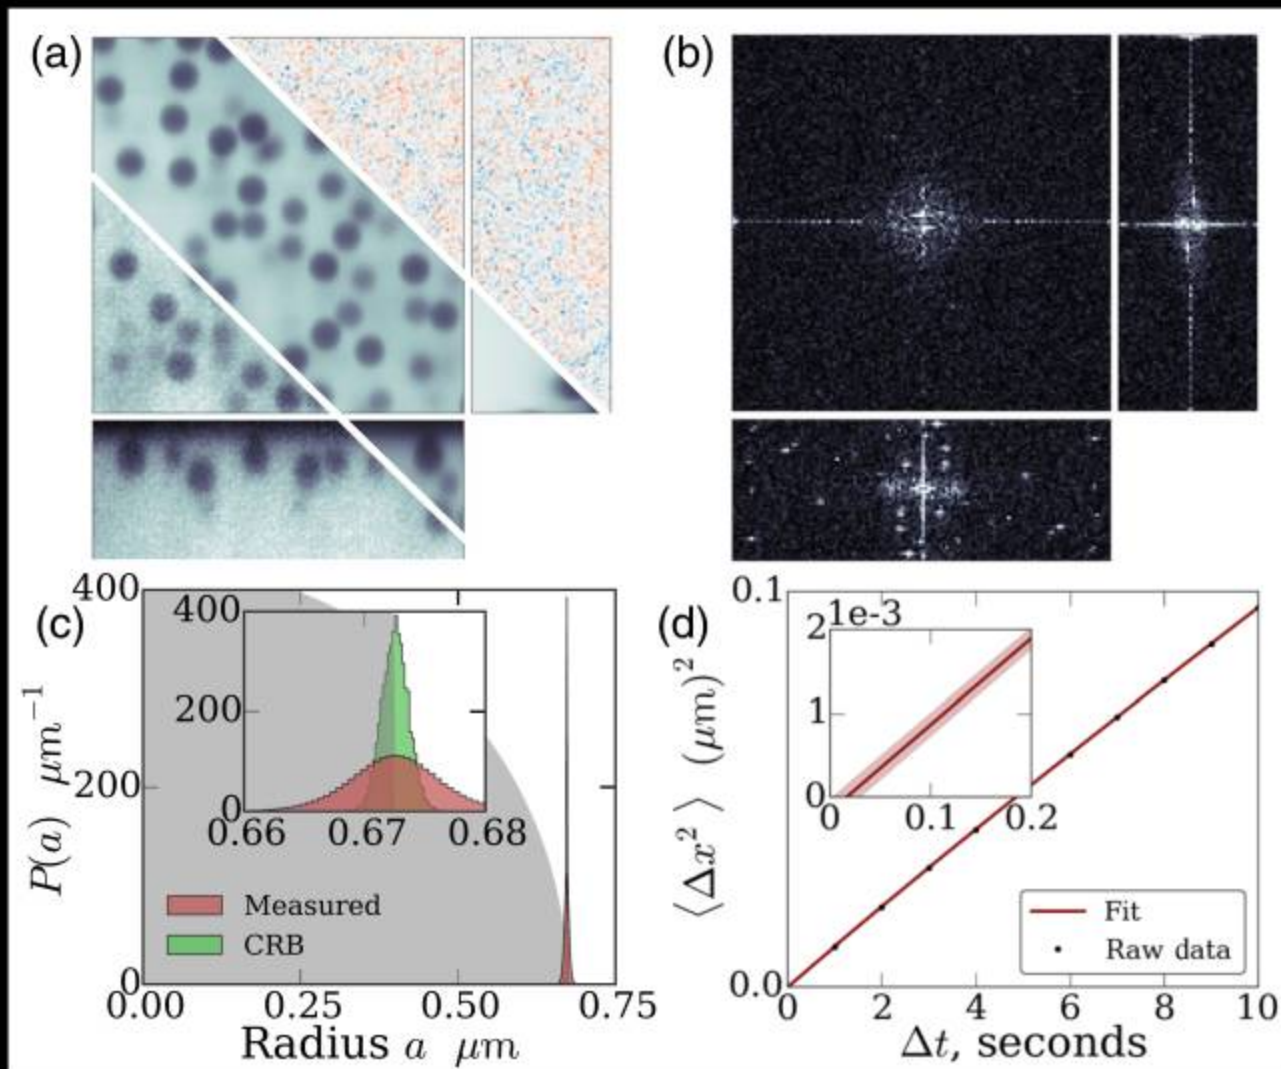 (a)
(b)
(c)
400
200
0
P(a) μm⁻¹
400
200
0
0.66 0.67 0.68
Measured
CRB
0.00 0.25 0.50 0.75
Radius a μm
(d)
0.1
0.0
⟨Δx²⟩ (μm)²
2 1e-3
1
0
0 0.1 0.2
Fit
Raw data
0 2 4 6 8 10
Δt, seconds